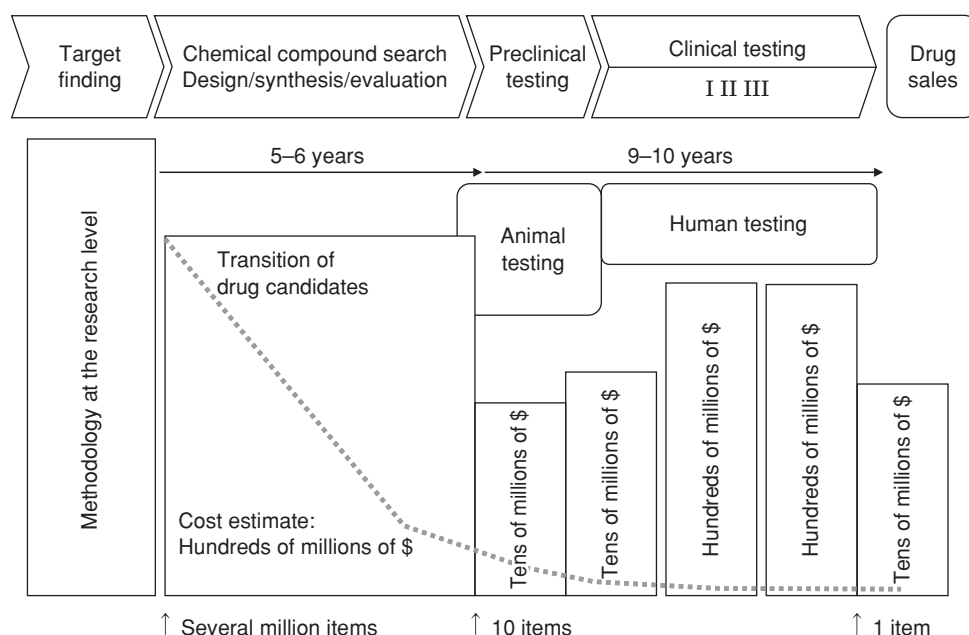 Target
finding
Chemical compound search
Design/synthesis/evaluation
Preclinical
testing
Clinical testing
I II III
Drug
sales
5–6 years
9–10 years
Methodology at the research level
Transition of
drug candidates
Animal
testing
Human testing
Cost estimate:
Hundreds of millions of $
Tens of millions of $
Tens of millions of $
Hundreds of millions of $
Hundreds of millions of $
Tens of millions of $
↑ Several million items
↑ 10 items
↑ 1 item